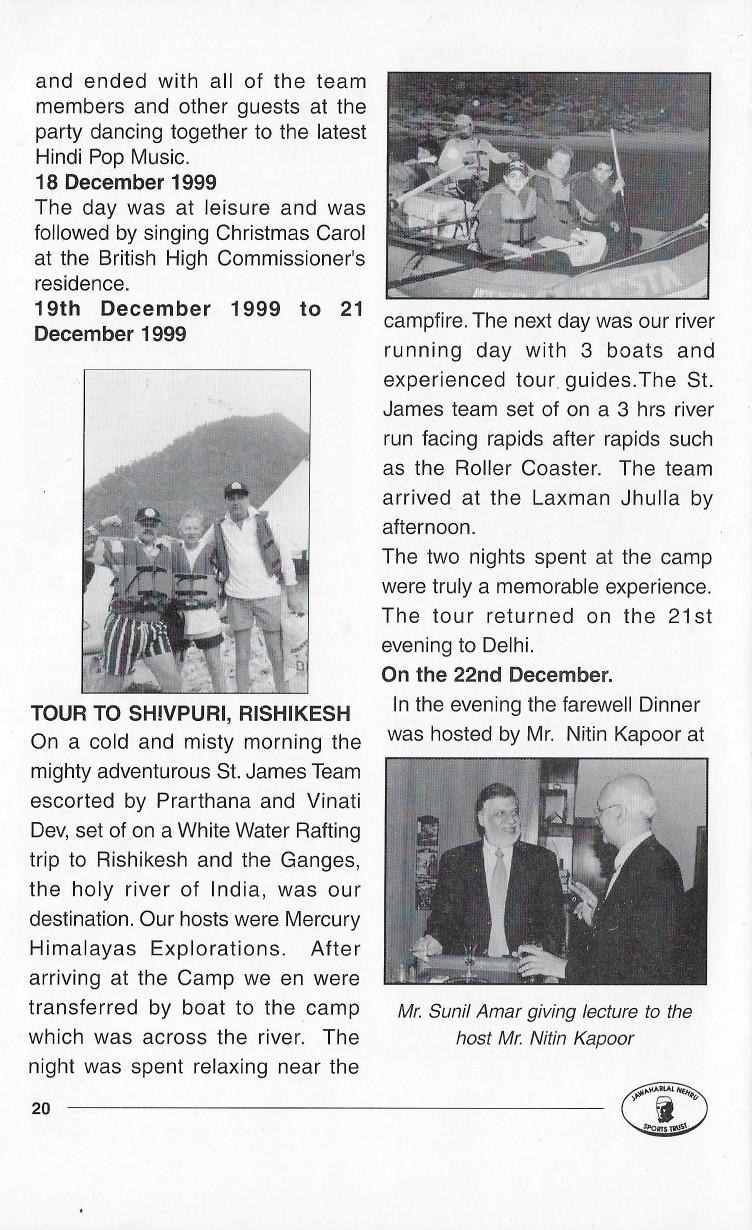 and ended with all of the team
members and other guests at the
party dancing together to the latest
Hindi Pop Music.
18 December 1999
The day was at leisure and was
followed by singing Christmas Carol
at the British High Commissioner's
residence.
19th December 1999 to 21
December 1999
TOUR TO SH!VPURI, RISHIKESH
On a cold and misty morning the
mighty adventurous St. James Team
escorted by Prarthana and Vinati
Dev, set of on a White Water Rafting
trip to Rishikesh and the Ganges,
the holy river of India, was our
destination. Our hosts were Mercury
Himalayas Explorations. After
arriving at the Camp we en were
transferred by boat to the camp
which was across the river. The
night was spent relaxing near the
campfire. The next day was our river
running day with 3 boats and
experienced tour guides.The St.
James team set of on a 3 hrs river
run facing rapids after rapids such
as the Roller Coaster. The team
arrived at the Laxman Jhulla by
afternoon.
The two nights spent at the camp
were truly a memorable experience.
The tour returned on the 21st
evening to Delhi.
On the 22nd December.
In the evening the farewell Dinner
was hosted by Mr. Nitin Kapoor at
Mr. Sunil Amar giving lecture to the
host Mr. Nitin Kapoor
20
JAWAHARLAL NEHRU
SPORTS TRUST